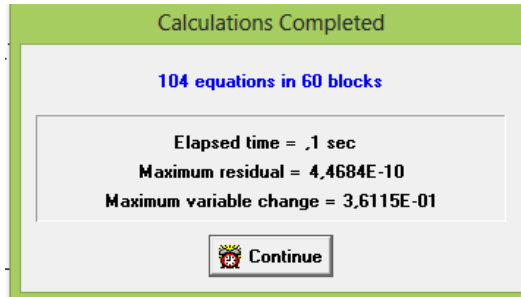 Calculations Completed
104 equations in 60 blocks
Elapsed time = ,1 sec
Maximum residual = 4,4684E-10
Maximum variable change = 3,6115E-01
Continue